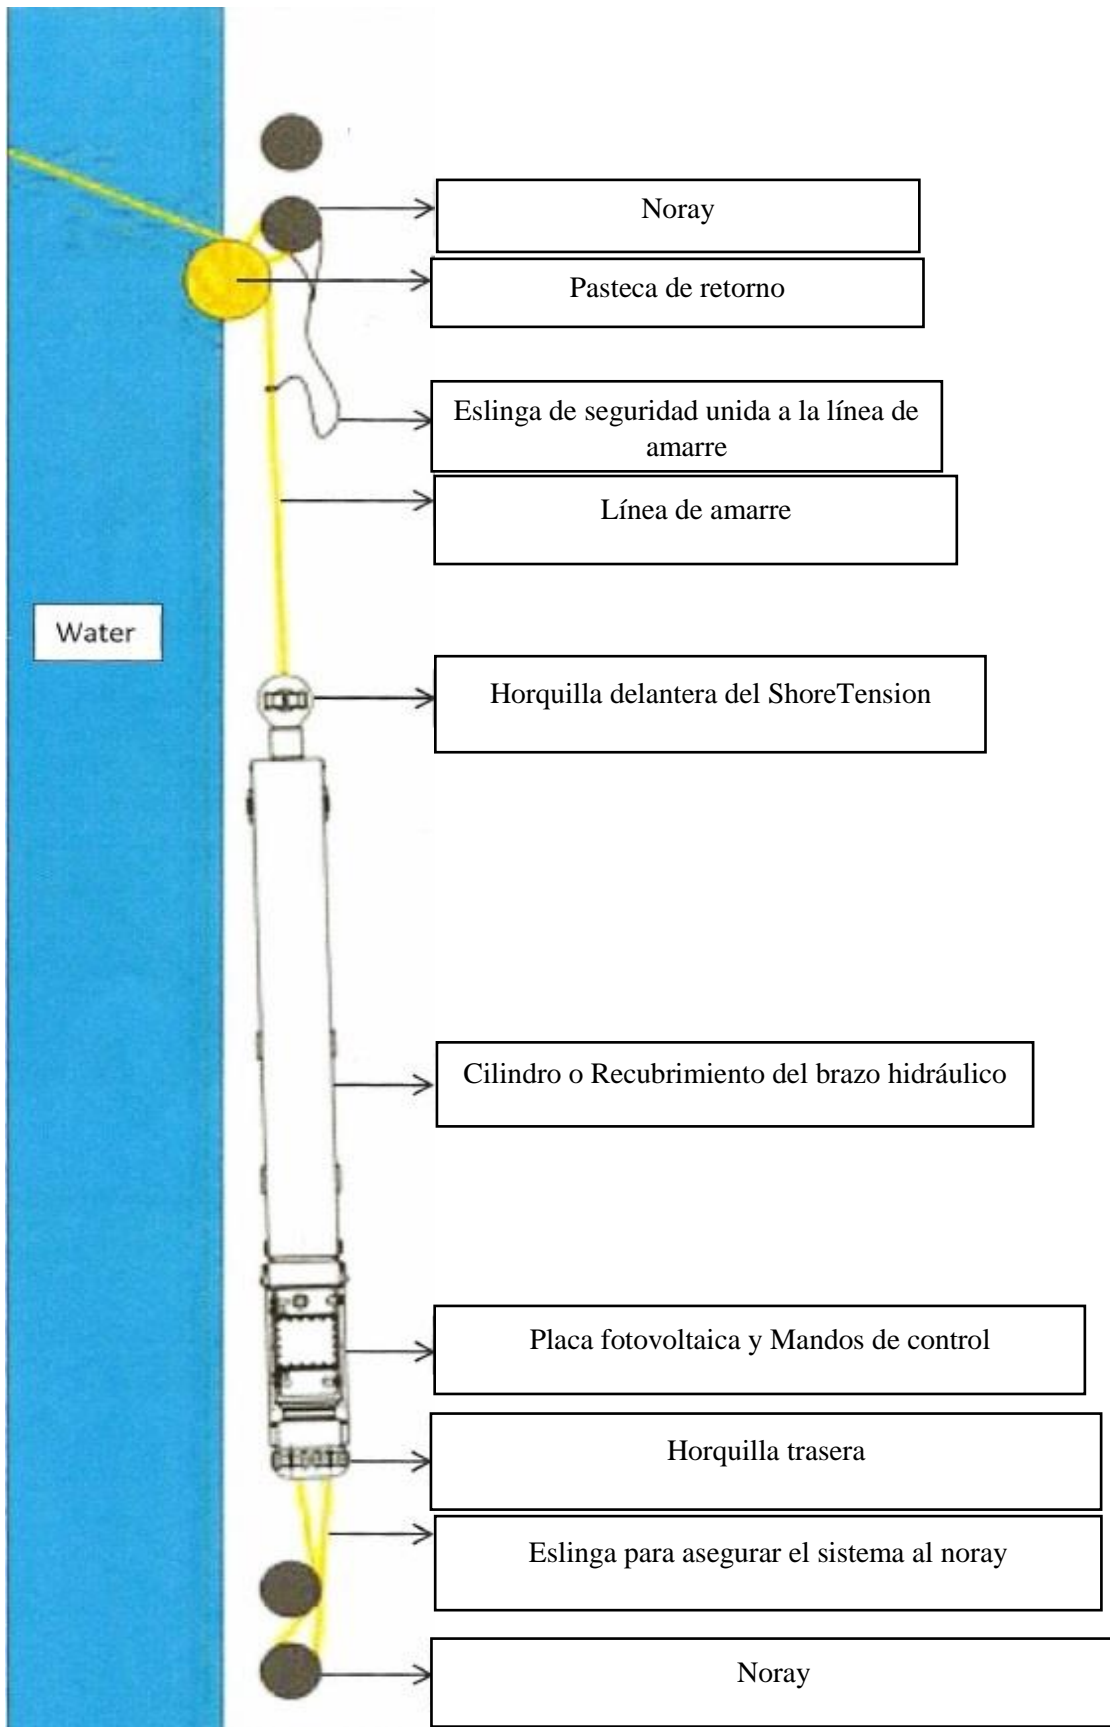 Noray
Pasteca de retorno
Eslinga de seguridad unida a la línea de
amarre
Línea de amarre
Water
Horquilla delantera del ShoreTension
Cilindro o Recubrimiento del brazo hidráulico
Placa fotovoltaica y Mandos de control
Horquilla trasera
Eslinga para asegurar el sistema al noray
Noray